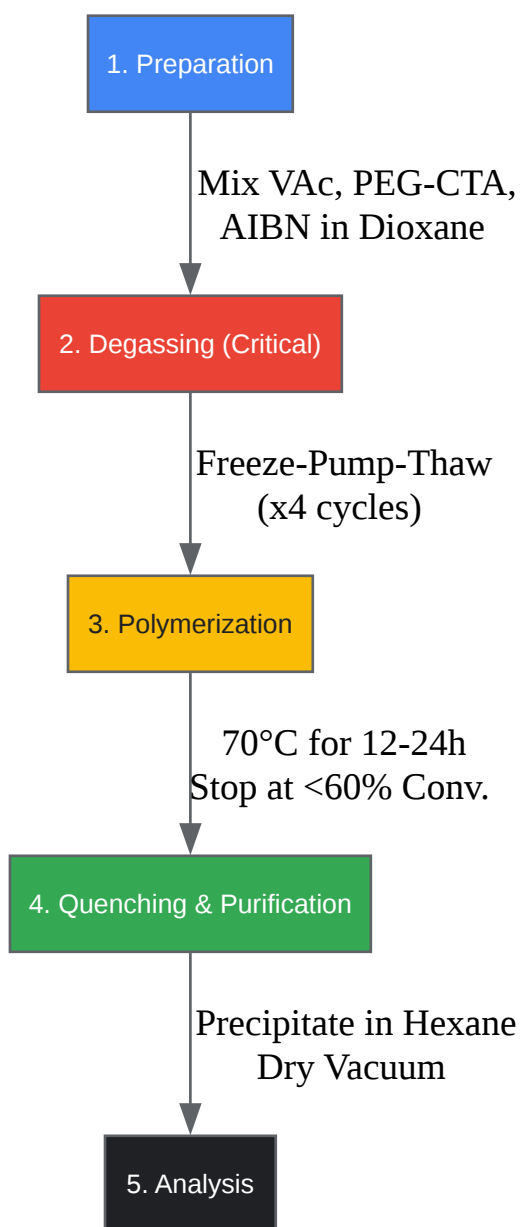 1. Preparation
Mix VAc, PEG-CTA,
AIBN in Dioxane
2. Degassing (Critical)
Freeze-Pump-Thaw
(x4 cycles)
3. Polymerization
70°C for 12-24h
Stop at <60% Conv.
4. Quenching & Purification
Precipitate in Hexane
Dry Vacuum
5. Analysis